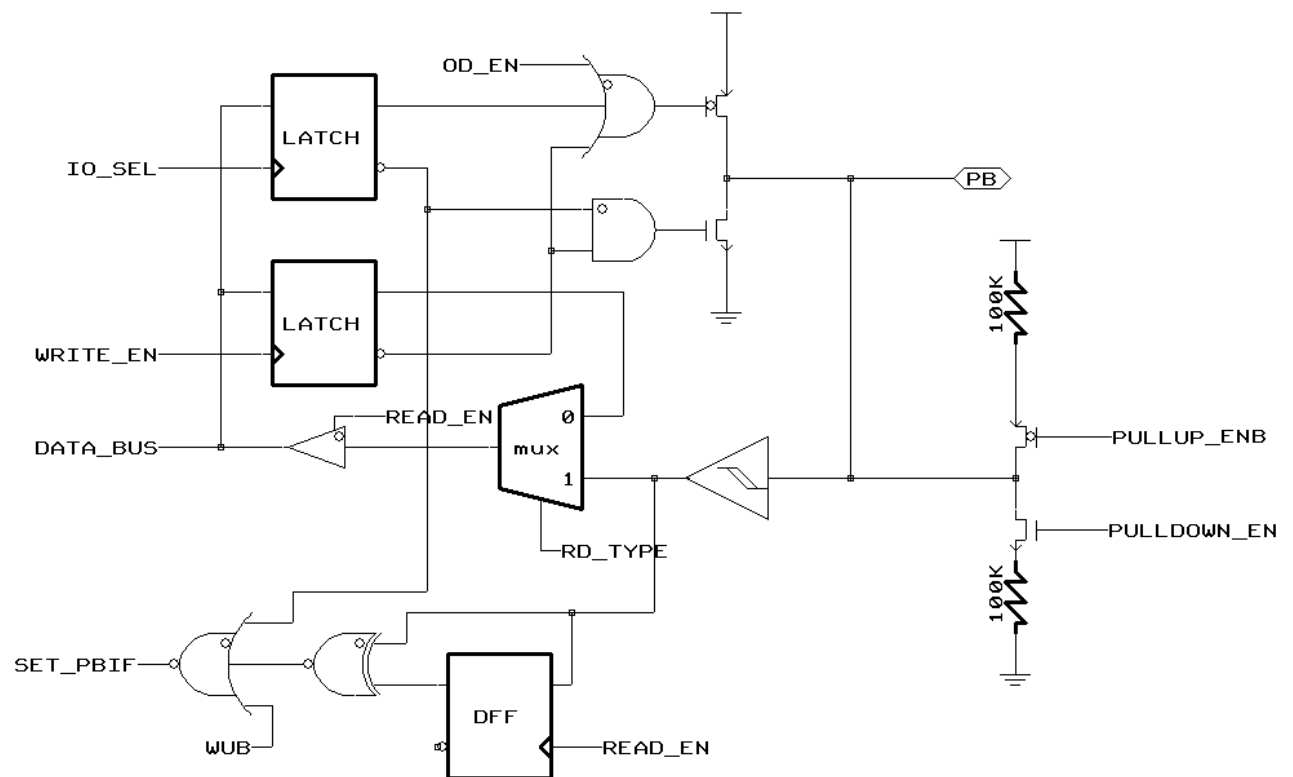 OD_EN
LATCH
IO_SEL
PB
100K
LATCH
WRITE_EN
READ_EN
0
DATA_BUS
mux
PULLUP_ENB
1
PULLDOWN_EN
RD_TYPE
100K
SET_PBIF
DFF
WUB
READ_EN